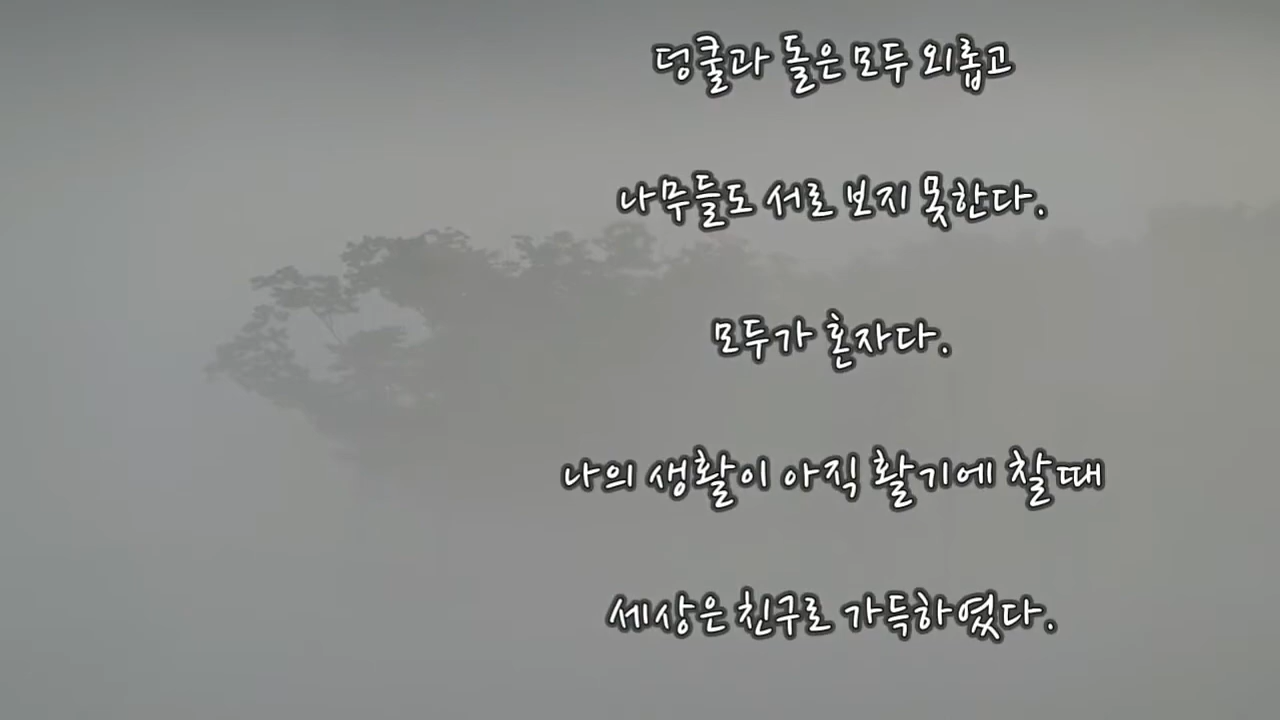 덩쿨과 돌은 모두 외롭고
나무들도 서로 보지 못한다.
모두가 혼자다.
나의 생활이 아직 활기에 찰때
세상은 친구로 가득하였다.